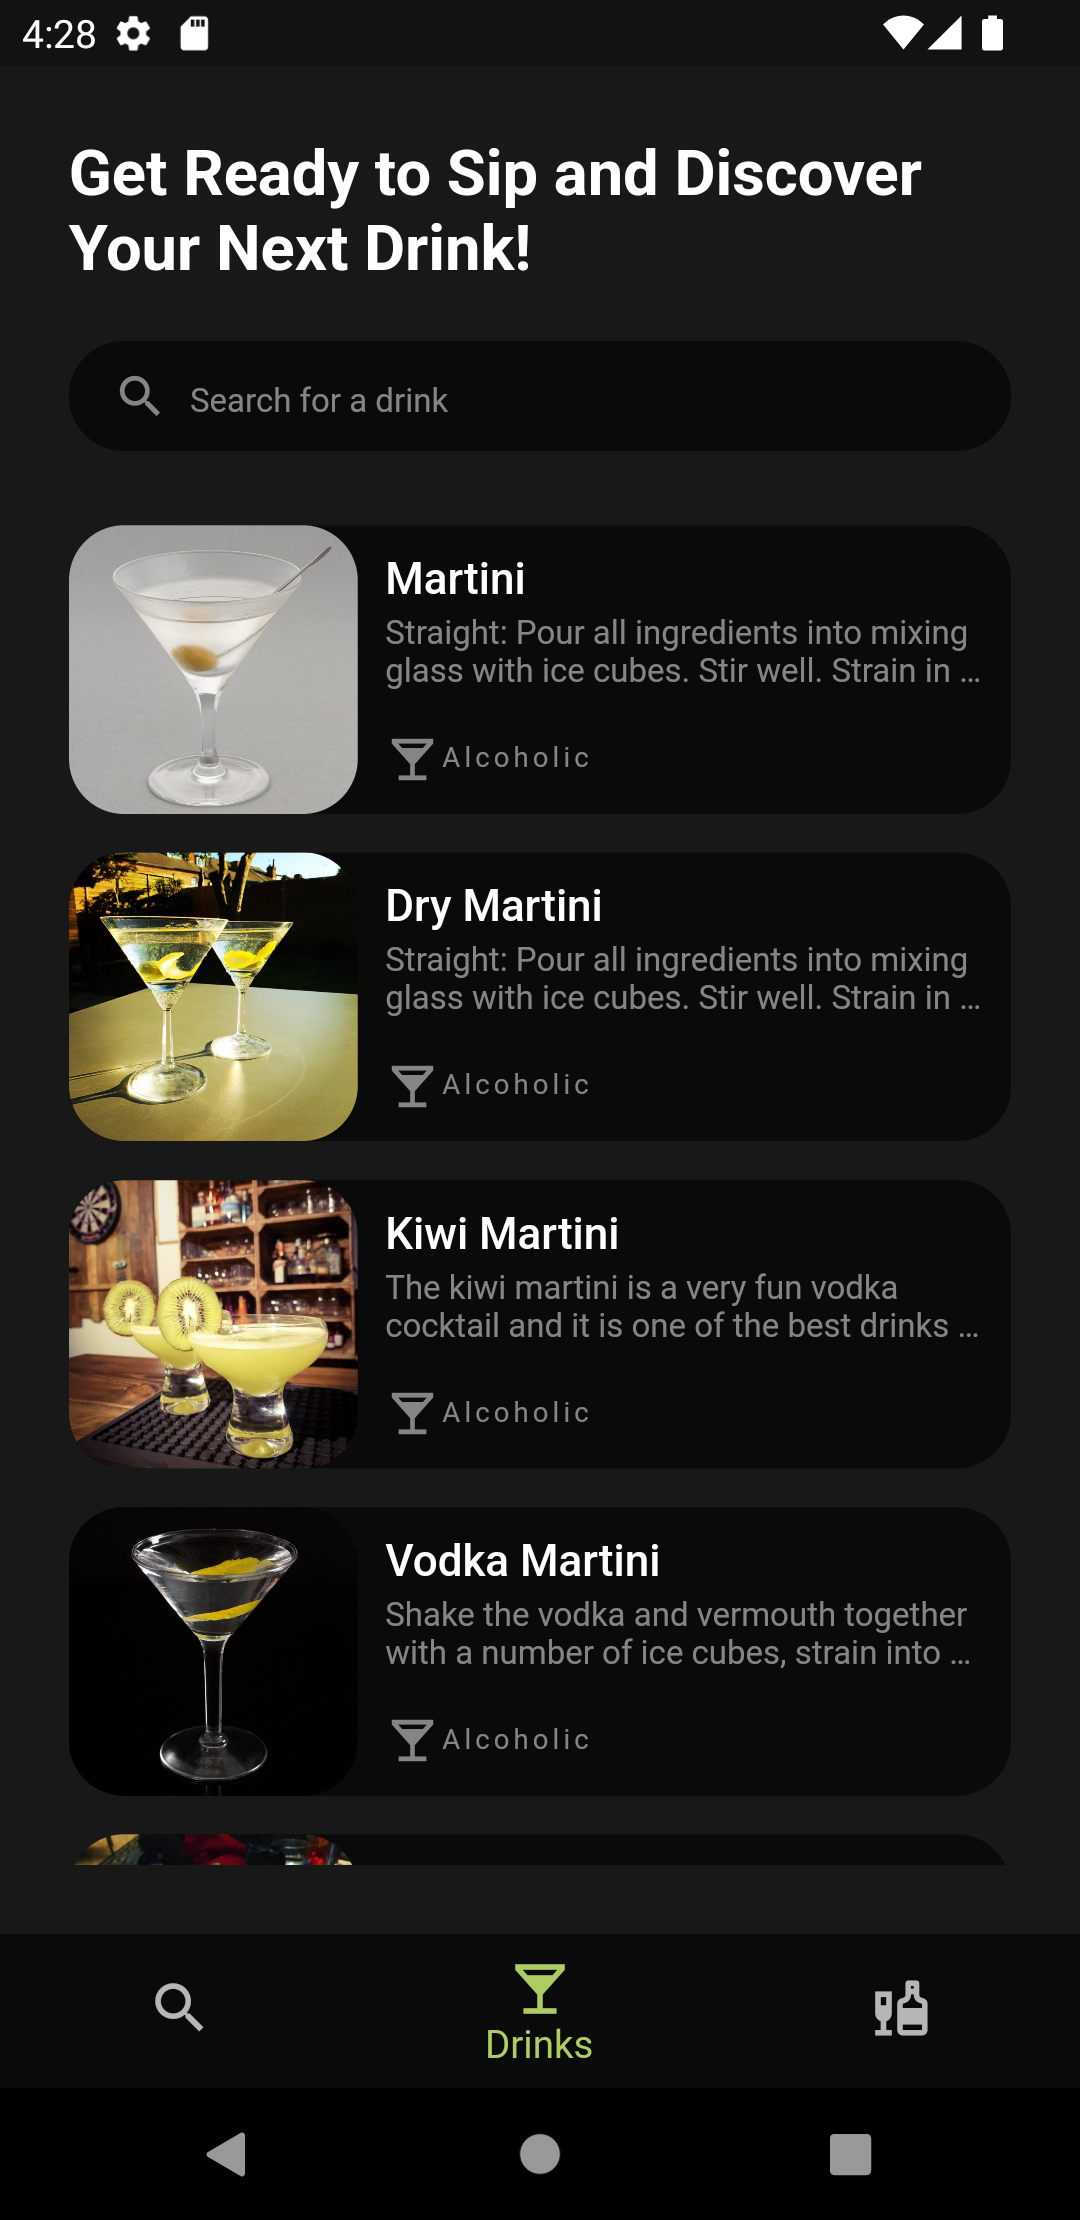 4:28
Get Ready to Sip and Discover
Your Next Drink!
Search for a drink
Martini
Straight: Pour all ingredients into mixing
glass with ice cubes. Stir well. Strain in ...
Alcoholic
Dry Martini
Straight: Pour all ingredients into mixing
glass with ice cubes. Stir well. Strain in ...
Alcoholic
Kiwi Martini
The kiwi martini is a very fun vodka
cocktail and it is one of the best drinks ...
Alcoholic
Vodka Martini
Shake the vodka and vermouth together
with a number of ice cubes, strain into ...
Alcoholic
Drinks